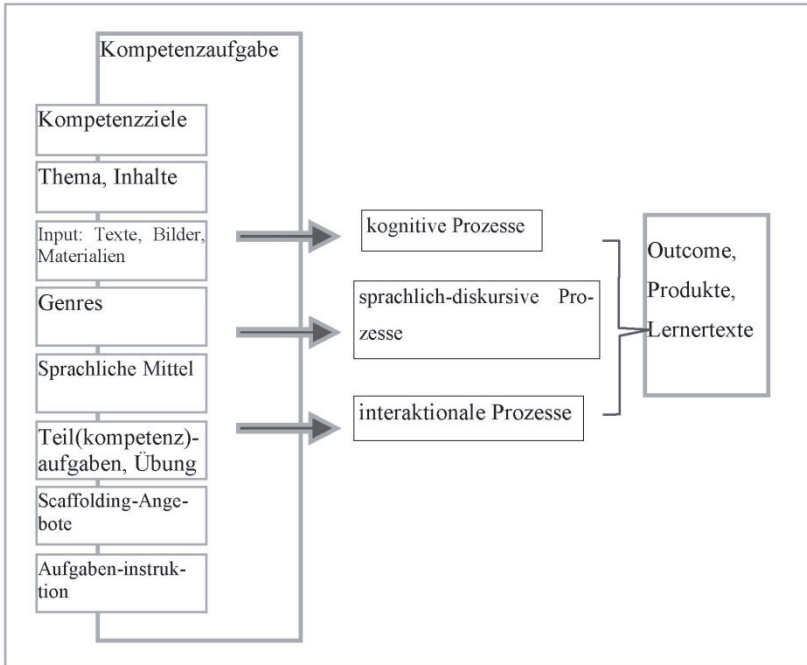 Kompetenzaufgabe
Kompetenzziele
Thema, Inhalte
Input: Texte, Bilder,
Materialien
Genres
Sprachliche Mittel
Teil(kompetenz)-
aufgaben, Übung
Scaffolding-Ange-
bote
Aufgaben-instruk-
tion
kognitive Prozesse
sprachlich-diskursive Pro-
zesse
interaktionale Prozesse
Outcome,
Produkte,
Lernertexte